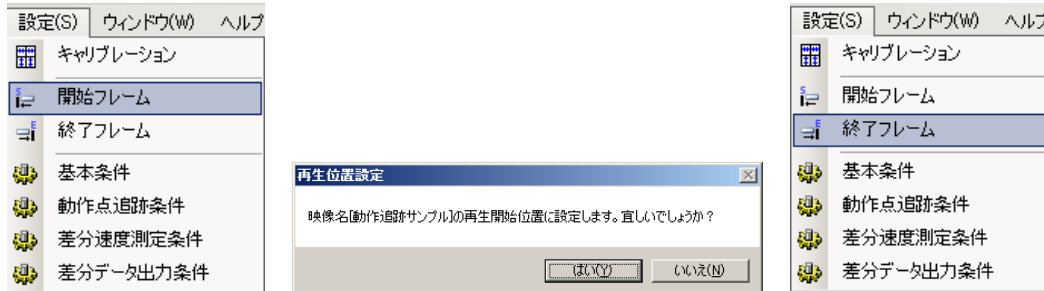 設定(S) ウィンドウ(W) ヘルプ
キャリブレーション
開始フレーム
終了フレーム
基本条件
動作点追跡条件
差分速度測定条件
差分データ出力条件
再生位置設定
映像名[動作追跡サンプル]の再生開始位置に設定します。宜しいでしょうか？
はい(Y) いいえ(N)
設定(S) ウィンドウ(W) ヘルプ
キャリブレーション
開始フレーム
終了フレーム
基本条件
動作点追跡条件
差分速度測定条件
差分データ出力条件